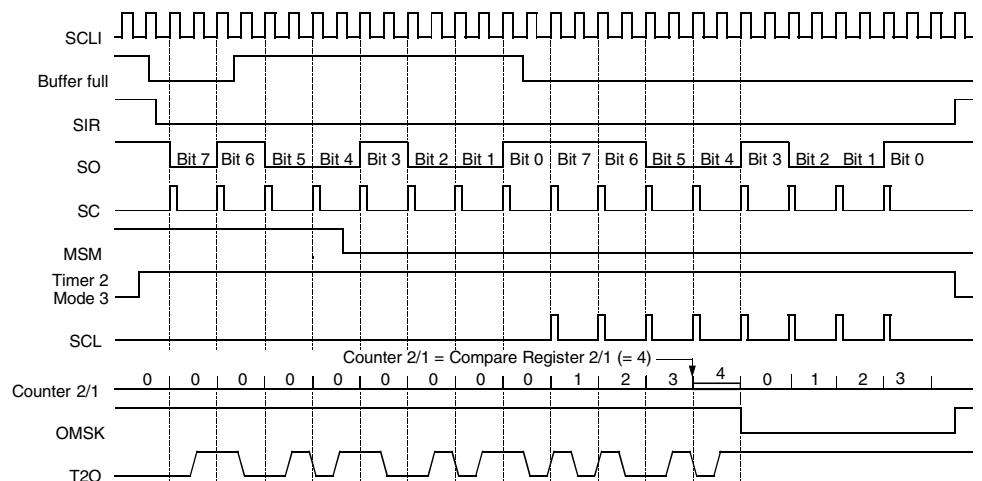 SCLI
Buffer full
SIR
SO
Bit 7 Bit 6 Bit 5 Bit 4 Bit 3 Bit 2 Bit 1 Bit 0 Bit 7 Bit 6 Bit 5 Bit 4 Bit 3 Bit 2 Bit 1 Bit 0
SC
MSM
Timer 2
Mode 3
SCL
Counter 2/1 = Compare Register 2/1 (= 4)
Counter 2/1
0 0 0 0 0 0 0 0 0 1 2 3 4 0 1 2 3
OMSK
T2O